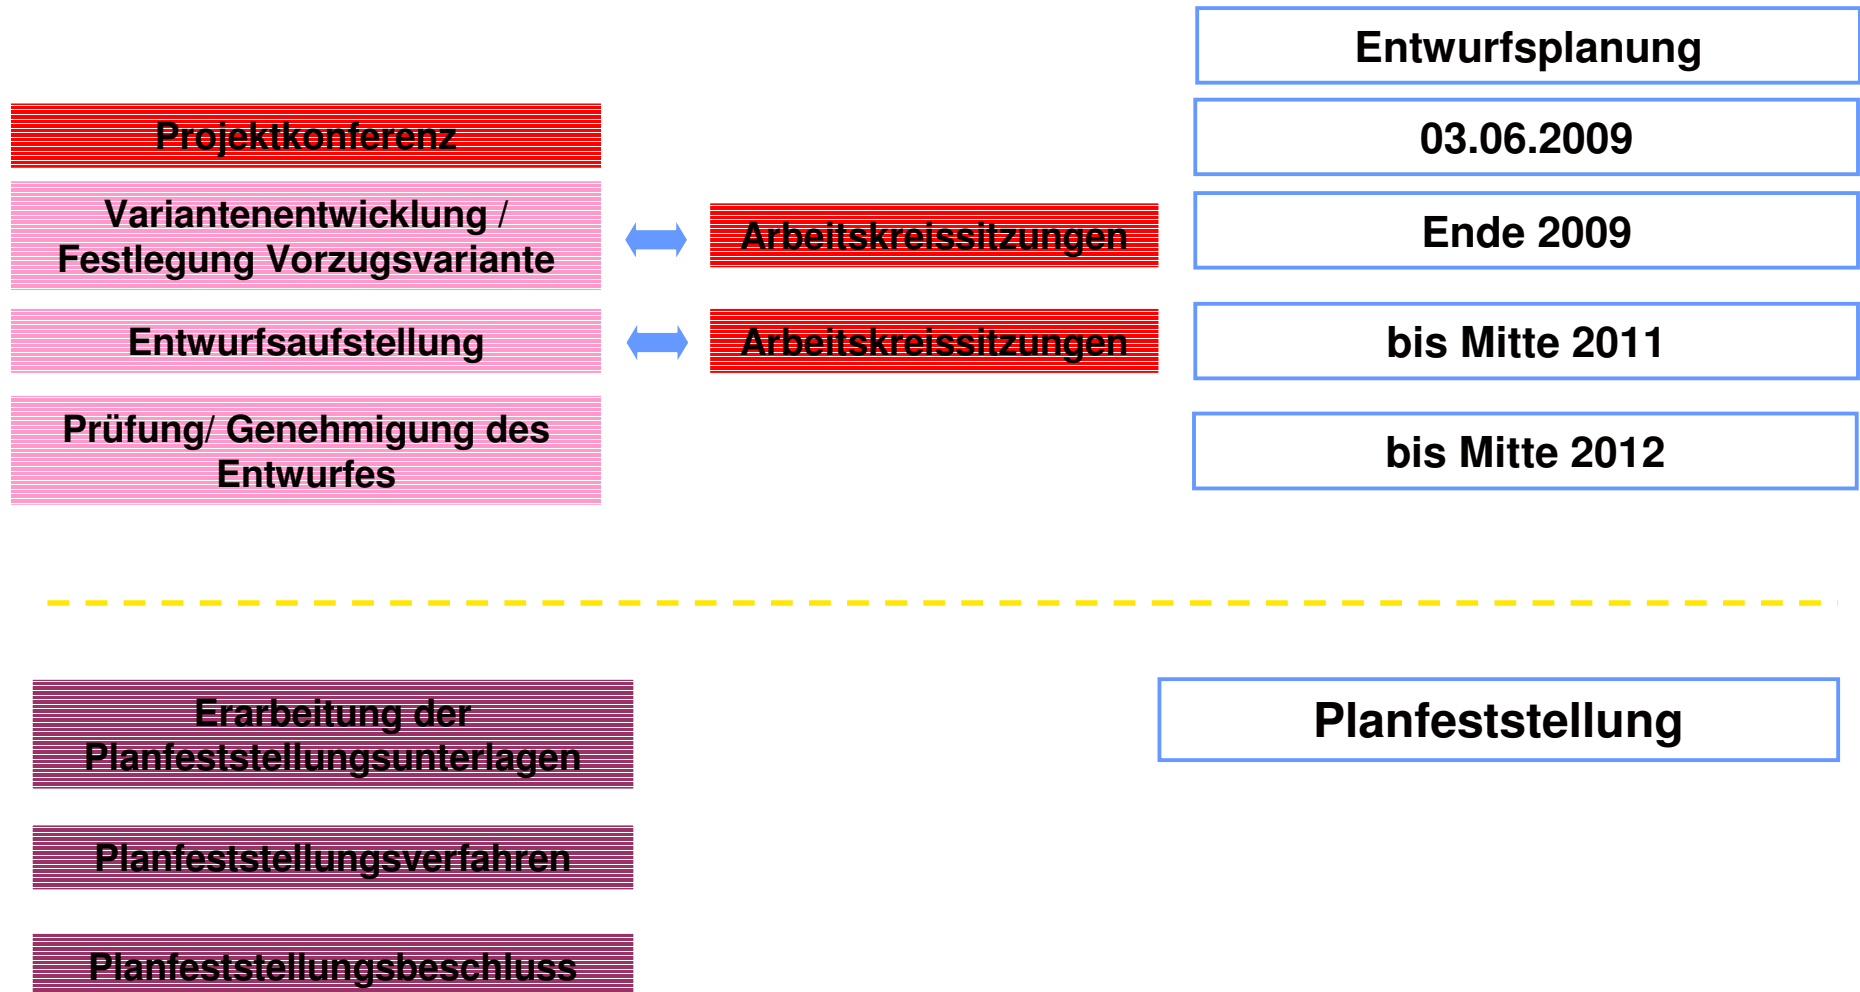 Entwurfsplanung
Projektkonferenz
03.06.2009
Variantenentwicklung /
Festlegung Vorzugsvariante
Arbeitskreissitzungen
Ende 2009
Entwurfsaufstellung
Arbeitskreissitzungen
bis Mitte 2011
Prüfung/ Genehmigung des
Entwurfes
bis Mitte 2012
Erarbeitung der
Planfeststellungsunterlagen
Planfeststellung
Planfeststellungsverfahren
Planfeststellungsbeschluss